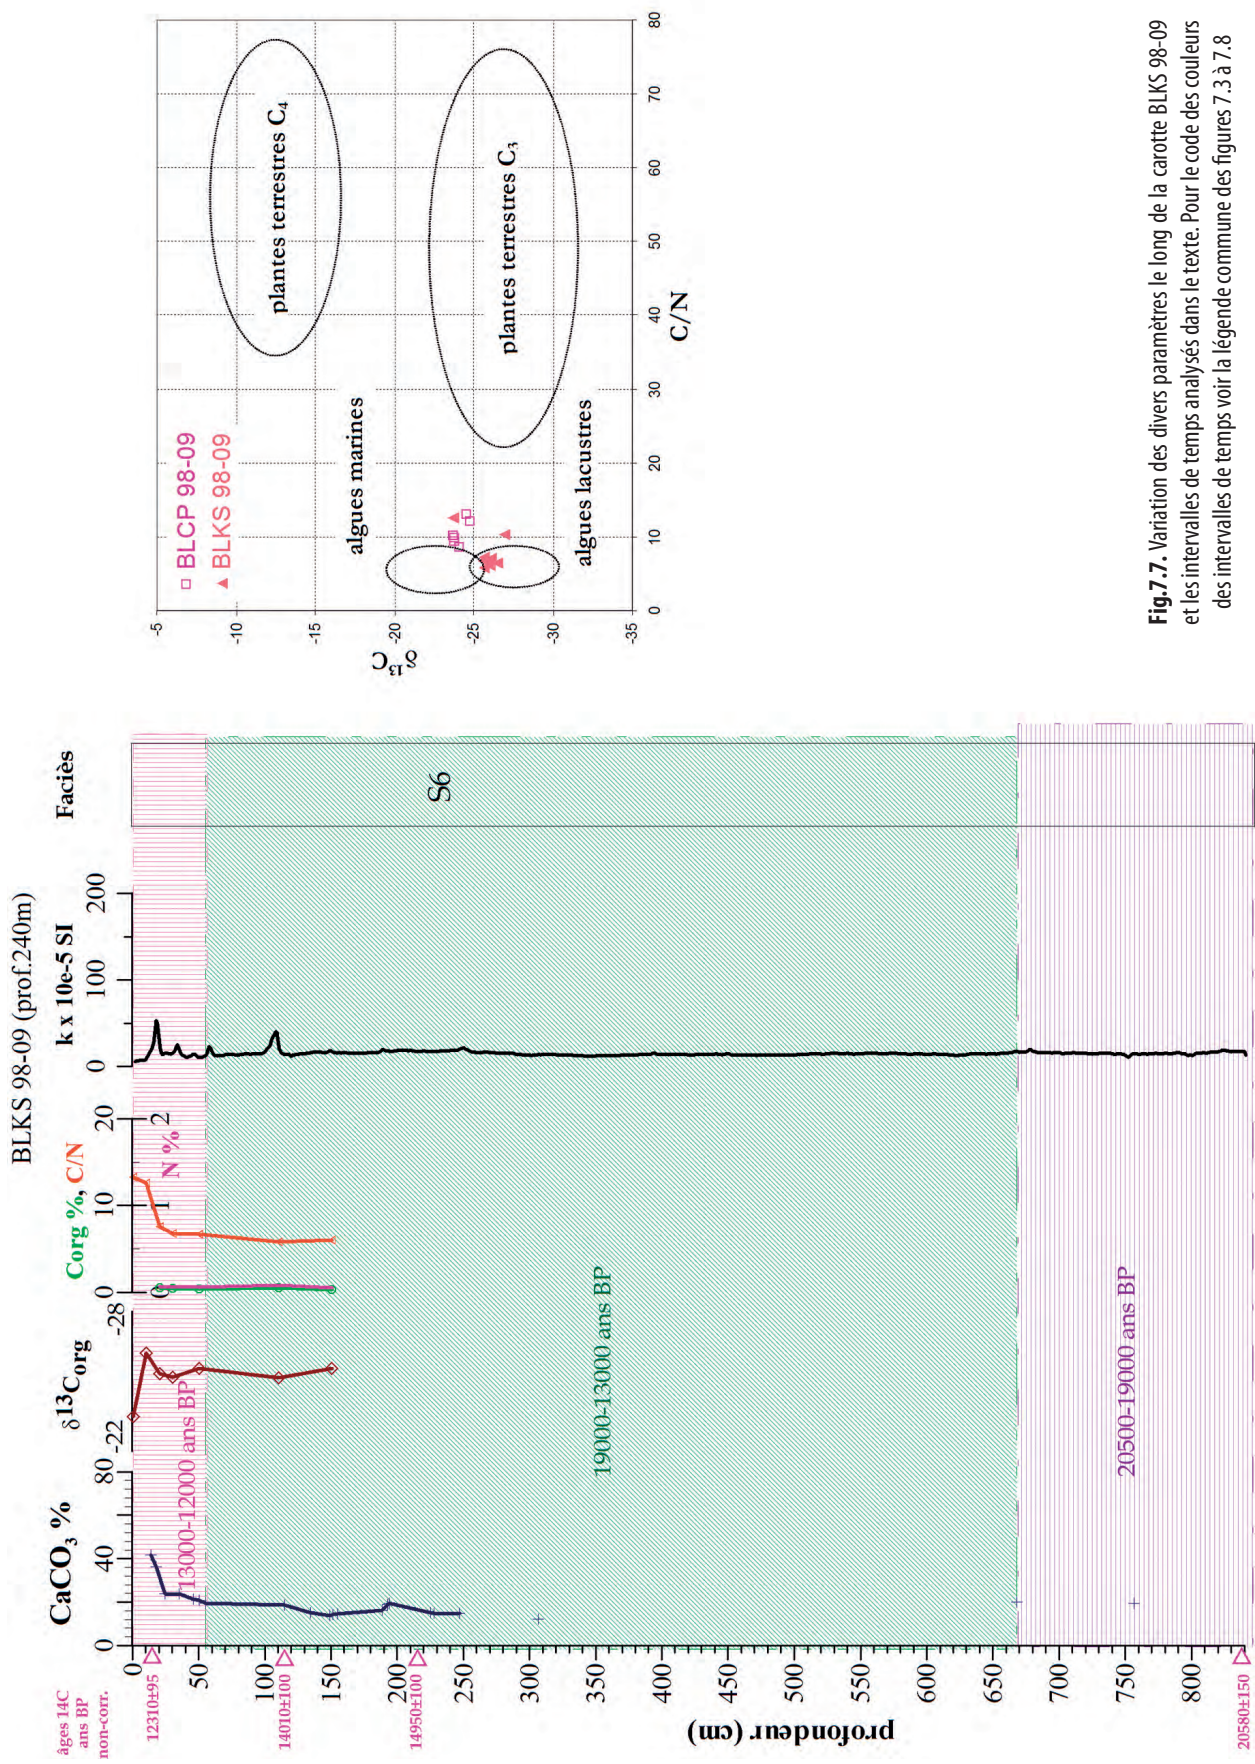 BLKS 98-09 (prof.240m)
âges 14C
ans BP
non-corr.
CaCO3 %
δ13Corg
Corg %, C/N
k x 10e-5 SI
Faciès
0 40 80
-22 -28
0 10 20
0 1 2
N %
0 100 200
profondeur (cm)
0
50
100
150
200
250
300
350
400
450
500
550
600
650
700
750
800
12310±95
14010±100
14950±100
20580±150
13000-12000 ans BP
19000-13000 ans BP
20500-19000 ans BP
S6
BLCP 98-09
BLKS 98-09
algues marines
algues lacustres
plantes terrestres C4
plantes terrestres C3
δ13C
-5
-10
-15
-20
-25
-30
-35
0 10 20 30 40 50 60 70 80
C/N
Fig.7.7. Variation des divers paramètres le long de la carotte BLKS 98-09
et les intervalles de temps analysés dans le texte. Pour le code des couleurs
des intervalles de temps voir la légende commune des figures 7.3 à 7.8